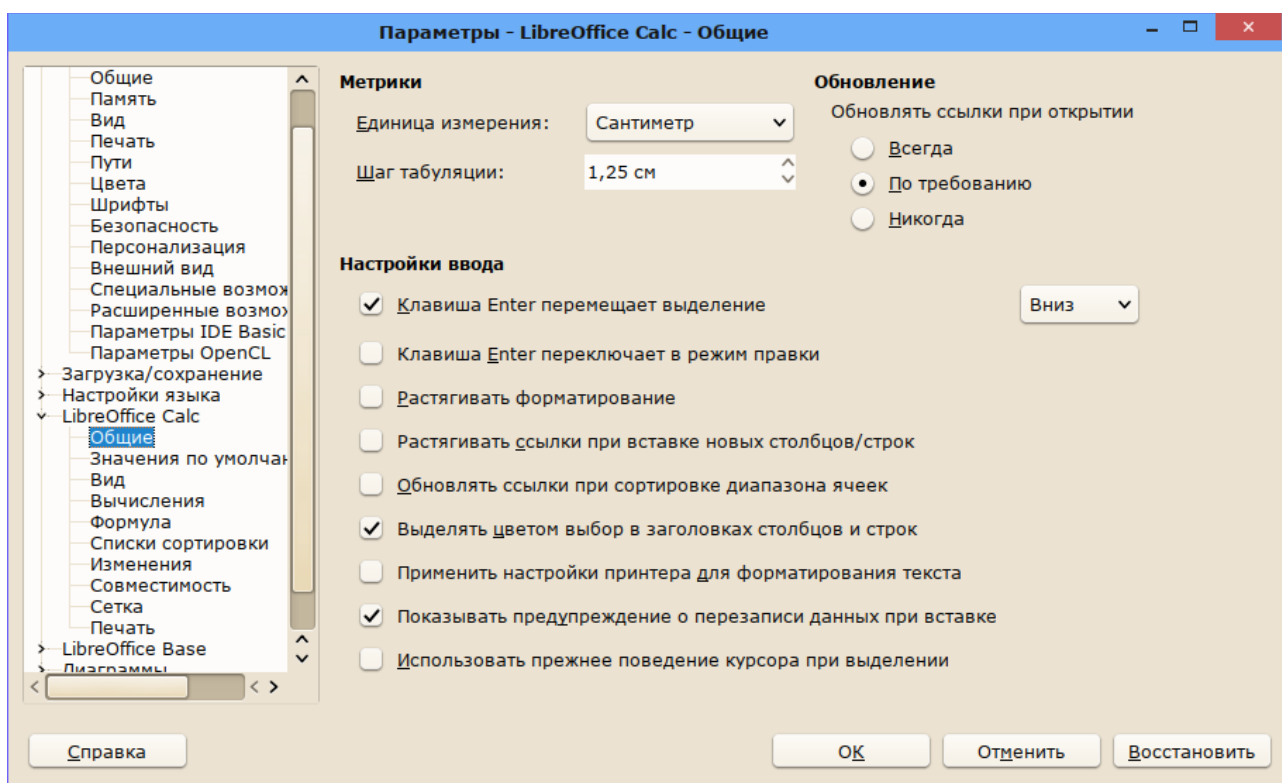 Параметры - LibreOffice Calc - Общие
Общие
Память
Вид
Печать
Пути
Цвета
Шрифты
Безопасность
Персонализация
Внешний вид
Специальные возмож
Расширенные возмо
Параметры IDE Basic
Параметры OpenCL
Загрузка/сохранение
Настройки языка
LibreOffice Calc
Общие
Значения по умолчан
Вид
Вычисления
Формула
Списки сортировки
Изменения
Совместимость
Сетка
Печать
LibreOffice Base
Диаграммы
Метрики
Единица измерения: Сантиметр
Шаг табуляции: 1,25 см
Обновление
Обновлять ссылки при открытии
Всегда
По требованию
Никогда
Настройки ввода
Клавиша Enter перемещает выделение Вниз
Клавиша Enter переключает в режим правки
Растягивать форматирование
Растягивать ссылки при вставке новых столбцов/строк
Обновлять ссылки при сортировке диапазона ячеек
Выделять цветом выбор в заголовках столбцов и строк
Применить настройки принтера для форматирования текста
Показывать предупреждение о перезаписи данных при вставке
Использовать прежнее поведение курсора при выделении
Справка
ОК
Отменить
Восстановить